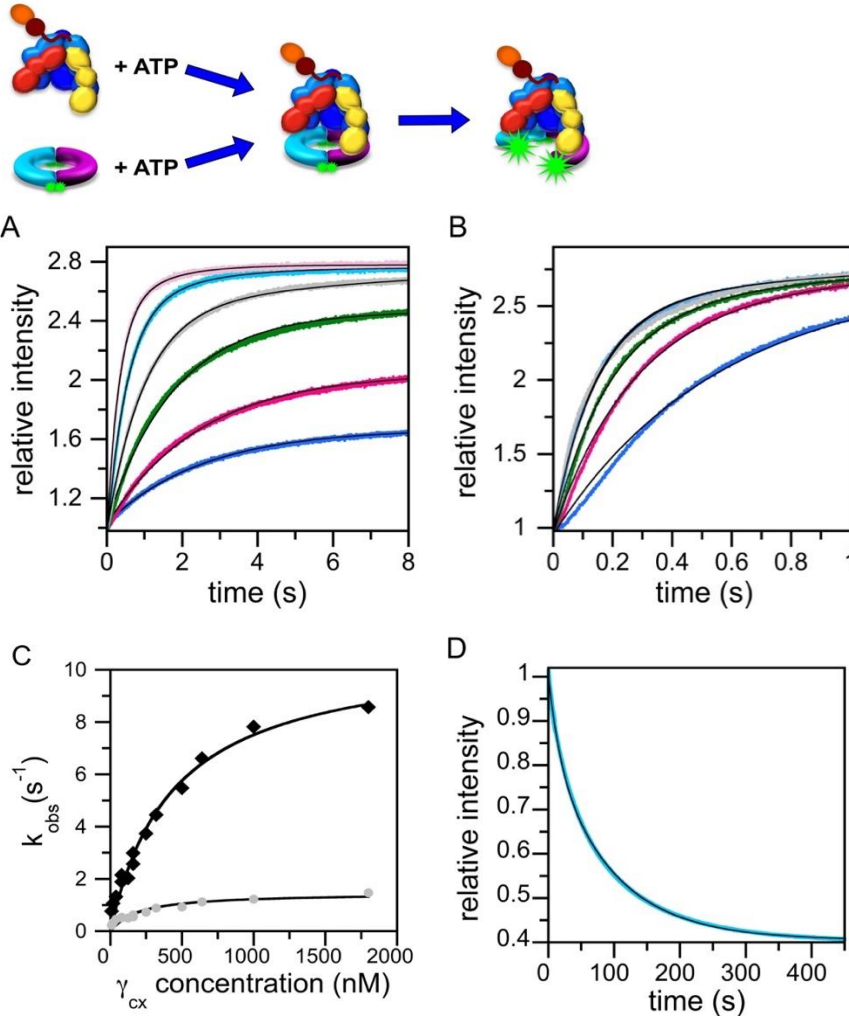 + ATP
+ ATP
A
2.8
2.4
2
1.6
1.2
relative intensity
0 2 4 6 8
time (s)
B
2.5
2
1.5
1
relative intensity
0 0.2 0.4 0.6 0.8 1
time (s)
C
10
8
6
4
2
0
k obs (s-1)
0 500 1000 1500 2000
γcx concentration (nM)
D
1
0.9
0.8
0.7
0.6
0.5
0.4
relative intensity
0 100 200 300 400
time (s)